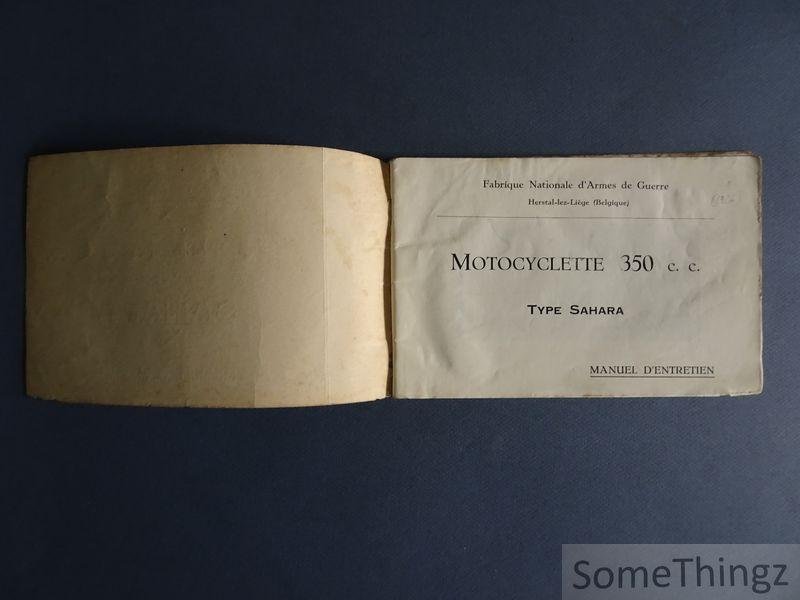 Fabrique Nationale d'Armes de Guerre
Herstal-lez-Liège (Belgique)
MOTOCYCLETTE 350 c. c.
TYPE SAHARA
MANUEL D'ENTRETIEN
SomeThingz